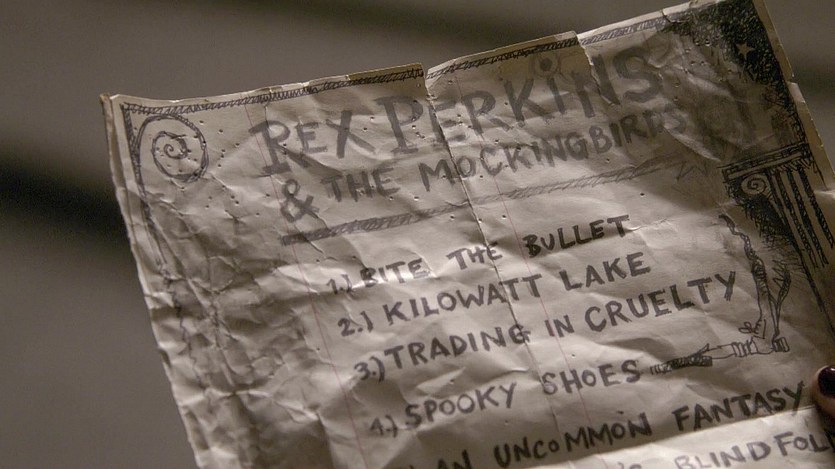 REX PERKINS
& THE MOCKINGBIRDS
1.) BITE THE BULLET
2.) KILOWATT LAKE
3.) TRADING IN CRUELTY
4.) SPOOKY SHOES
AN UNCOMMON FANTASY
BLINDFOL